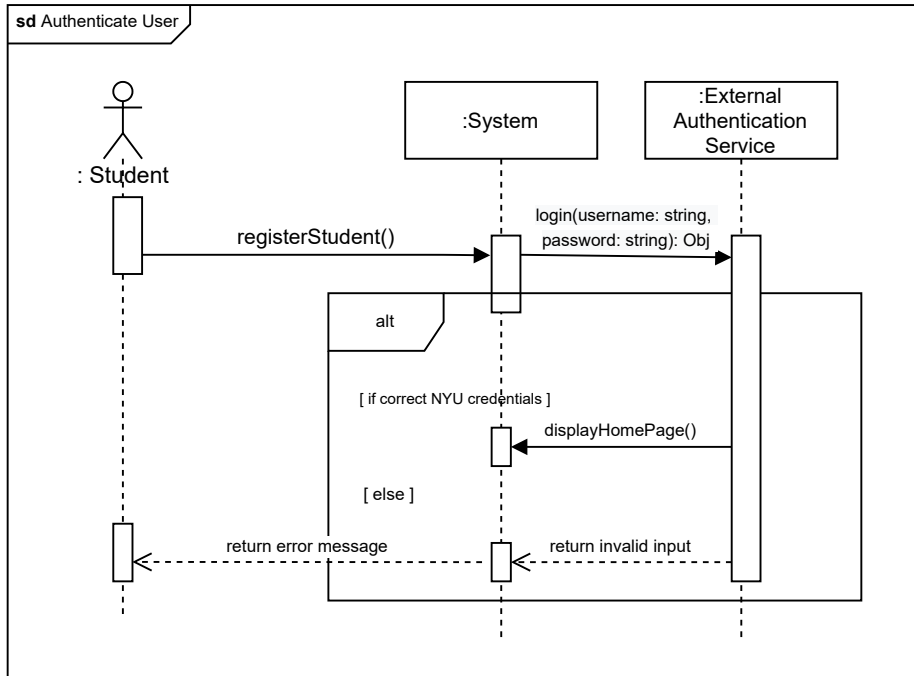 sd Authenticate User
: Student
:System
:External
Authentication
Service
registerStudent()
login(username: string,
password: string): Obj
alt
[ if correct NYU credentials ]
displayHomePage()
[ else ]
return error message
return invalid input